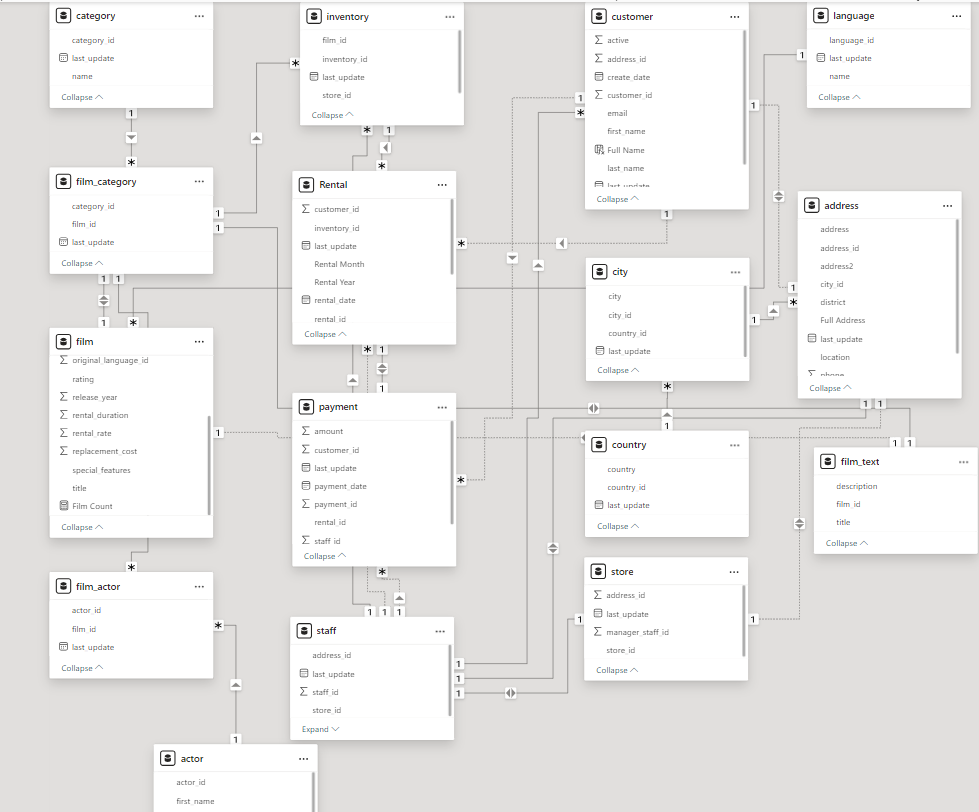 category
category_id
last_update
name
Collapse
inventory
film_id
inventory_id
last_update
store_id
Collapse
customer
active
address_id
create_date
customer_id
email
first_name
Full Name
last_name
last_update
Collapse
language
language_id
last_update
name
Collapse
film_category
category_id
film_id
last_update
Collapse
Rental
customer_id
inventory_id
last_update
Rental Month
Rental Year
rental_date
rental_id
Collapse
address
address
address_id
address2
city_id
district
Full Address
last_update
location
phone
Collapse
city
city
city_id
country_id
last_update
Collapse
film
original_language_id
rating
release_year
rental_duration
rental_rate
replacement_cost
special_features
title
Film Count
Collapse
payment
amount
customer_id
last_update
payment_date
payment_id
rental_id
staff_id
Collapse
country
country
country_id
last_update
Collapse
film_text
description
film_id
title
Collapse
film_actor
actor_id
film_id
last_update
Collapse
staff
address_id
last_update
staff_id
store_id
Expand
store
address_id
last_update
manager_staff_id
store_id
Collapse
actor
actor_id
first_name